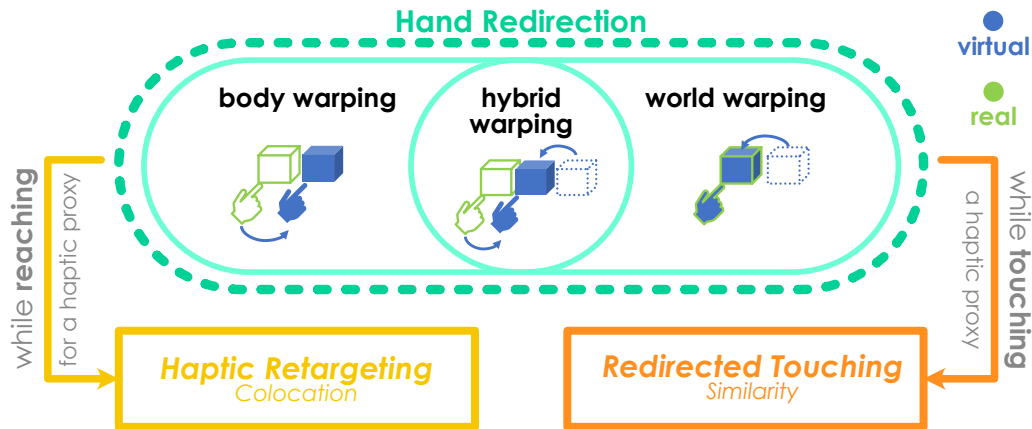 Hand Redirection
virtual
real
body warping
hybrid
warping
world warping
while reaching
for a haptic proxy
while touching
a haptic proxy
Haptic Retargeting
Colocation
Redirected Touching
Similarity